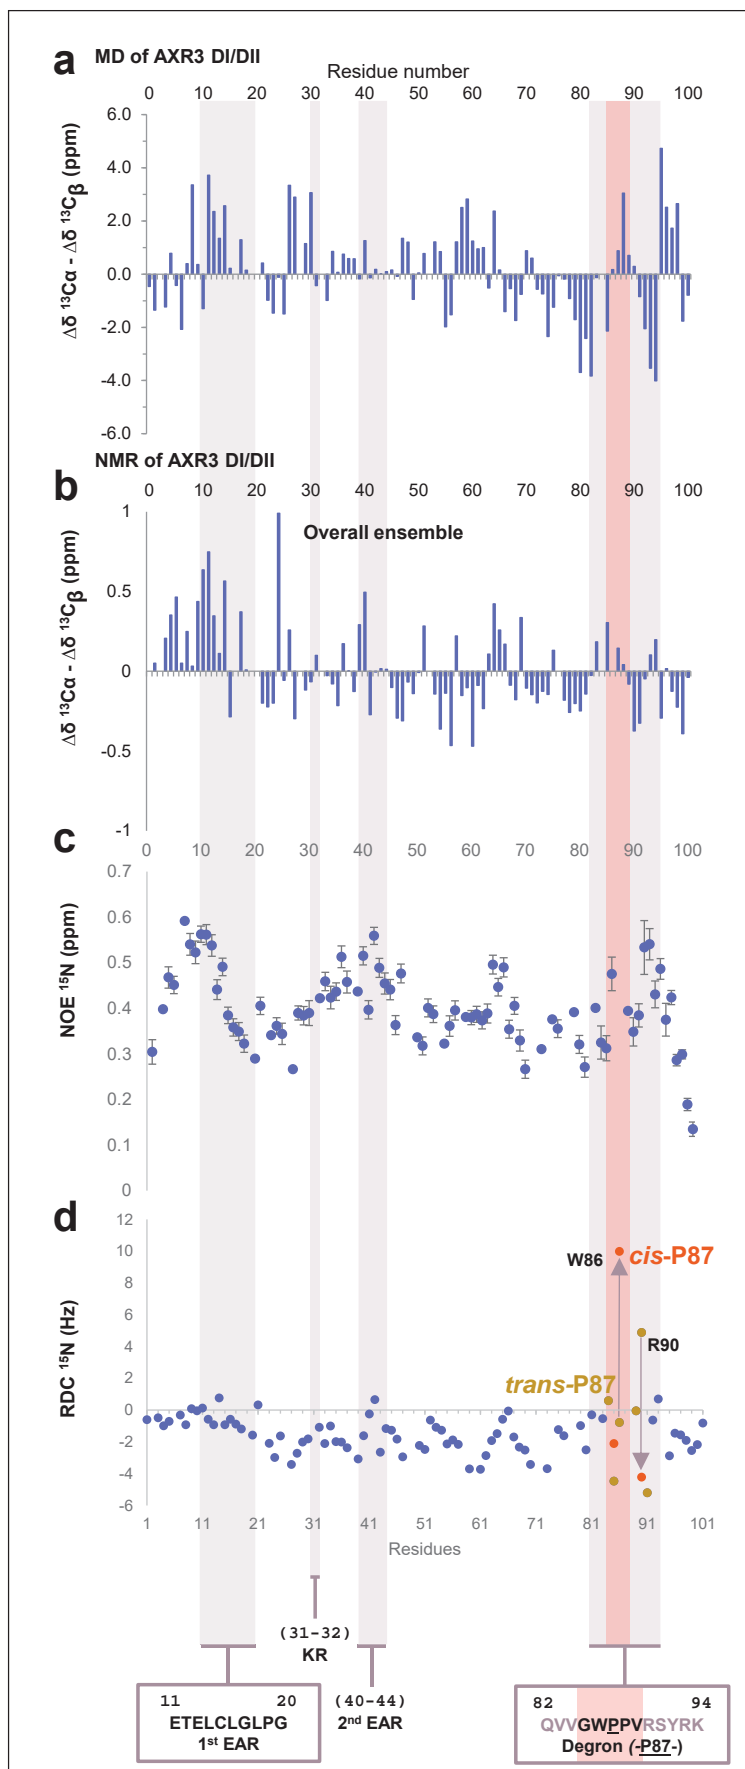 a MD of AXR3 DI/DII
Residue number
0 10 20 30 40 50 60 70 80 90 100
6.0
4.0
2.0
0.0
-2.0
-4.0
-6.0
Δδ ¹³Cα - Δδ ¹³Cβ (ppm)
b NMR of AXR3 DI/DII
0 10 20 30 40 50 60 70 80 90 100
Overall ensemble
1
0.5
0
-0.5
-1
Δδ ¹³Cα - Δδ ¹³Cβ (ppm)
c
0 10 20 30 40 50 60 70 80 90 100
0.7
0.6
0.5
0.4
0.3
0.2
0.1
0
NOE ¹⁵N (ppm)
d
12
10
8
6
4
2
0
-2
-4
-6
RDC ¹⁵N (Hz)
W86 cis-P87
R90
trans-P87
1 11 21 31 41 51 61 71 81 91 101
Residues
(31-32)
KR
11 20
ETELCLGLPG
1st EAR
(40-44)
2nd EAR
82 94
QVVGWPPVRSYRK
Degron (-P87-)